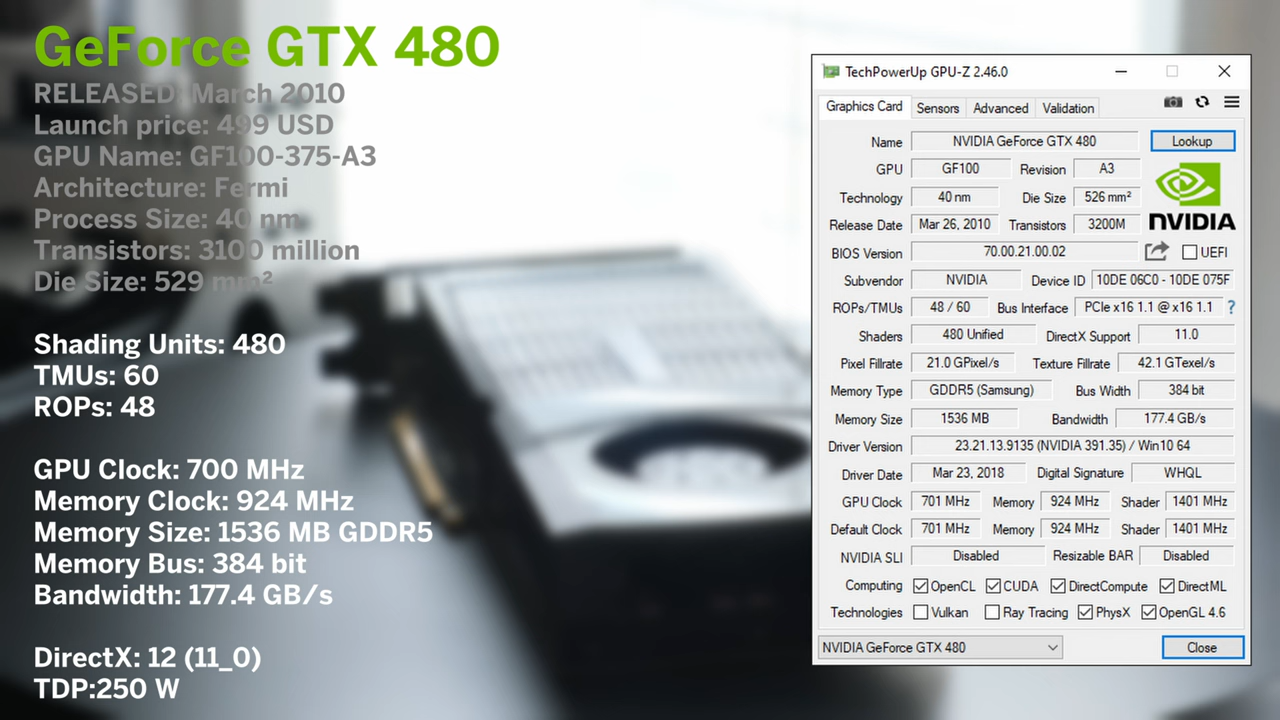 GeForce GTX 480
RELEASED: March 2010
Launch price: 499 USD
GPU Name: GF100-375-A3
Architecture: Fermi
Process Size: 40 nm
Transistors: 3100 million
Die Size: 529 mm²
Shading Units: 480
TMUs: 60
ROPs: 48
GPU Clock: 700 MHz
Memory Clock: 924 MHz
Memory Size: 1536 MB GDDR5
Memory Bus: 384 bit
Bandwidth: 177.4 GB/s
DirectX: 12 (11_0)
TDP:250 W
TechPowerUp GPU-Z 2.46.0
Graphics Card Sensors Advanced Validation
Name NVIDIA GeForce GTX 480 Lookup
GPU GF100 Revision A3
Technology 40 nm Die Size 526 mm²
Release Date Mar 26, 2010 Transistors 3200M
NVIDIA
BIOS Version 70.00.21.00.02 UEFI
Subvendor NVIDIA Device ID 10DE 06C0 - 10DE 075F
ROPs/TMUs 48 / 60 Bus Interface PCIe x16 1.1 @ x16 1.1 ?
Shaders 480 Unified DirectX Support 11.0
Pixel Fillrate 21.0 GPixel/s Texture Fillrate 42.1 GTexel/s
Memory Type GDDR5 (Samsung) Bus Width 384 bit
Memory Size 1536 MB Bandwidth 177.4 GB/s
Driver Version 23.21.13.9135 (NVIDIA 391.35) / Win10 64
Driver Date Mar 23, 2018 Digital Signature WHQL
GPU Clock 701 MHz Memory 924 MHz Shader 1401 MHz
Default Clock 701 MHz Memory 924 MHz Shader 1401 MHz
NVIDIA SLI Disabled Resizable BAR Disabled
Computing OpenCL CUDA DirectCompute DirectML
Technologies Vulkan Ray Tracing PhysX OpenGL 4.6
NVIDIA GeForce GTX 480 Close